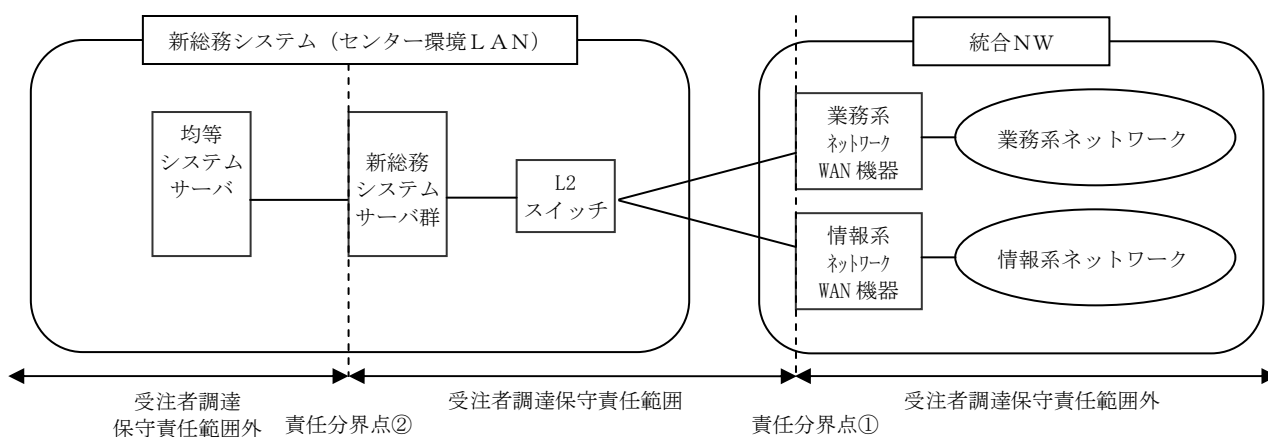 新総務システム（センター環境ＬＡＮ）
統合ＮＷ
均等
システム
サーバ
新総務
システム
サーバ群
L2
スイッチ
業務系
ﾈｯﾄﾜｰｸ
WAN 機器
業務系ネットワーク
情報系
ﾈｯﾄﾜｰｸ
WAN 機器
情報系ネットワーク
受注者調達
保守責任範囲外
責任分界点②
受注者調達保守責任範囲
責任分界点①
受注者調達保守責任範囲外